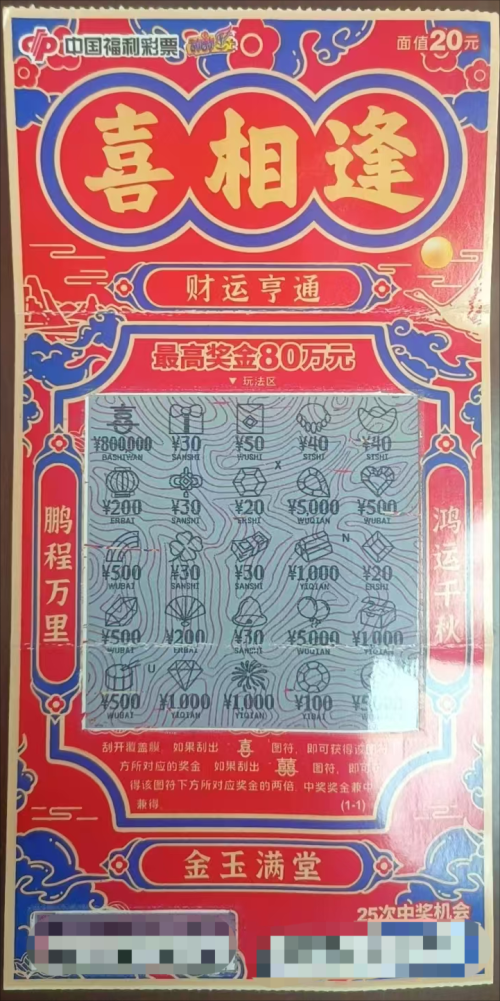 中国福利彩票 刮刮乐 面值20元
喜相逢
财运亨通
最高奖金80万元
▼ 玩法区
喜
¥800,000 ¥30 ¥50 ¥40 ¥40
BASHIWAN SANSHI WUSHI SISHI SISHI
X
¥200 ¥30 ¥20 ¥5,000 ¥500
ERBAI SANSHI ERSHI WUQIAN WUBAI
N
¥500 ¥30 ¥30 ¥1,000 ¥20
WUBAI SANSHI SANSHI YIQIAN ERSHI
¥500 ¥200 ¥30 ¥5,000 ¥1,000
WUBAI ERBAI SANSHI WUQIAN YIQIAN
U
¥500 ¥1,000 ¥1,000 ¥100
WUBAI YIQIAN YIQIAN YIBAI
鹏程万里
鸿运千秋
刮开覆盖膜,如果刮出“喜”图符,即可获得该图
方所对应的奖金 如果刮出“囍”图符,即可
得该图符下方所对应奖金的两倍。中奖奖金兼中
兼得。 (1-1)
金玉满堂
25次中奖机会